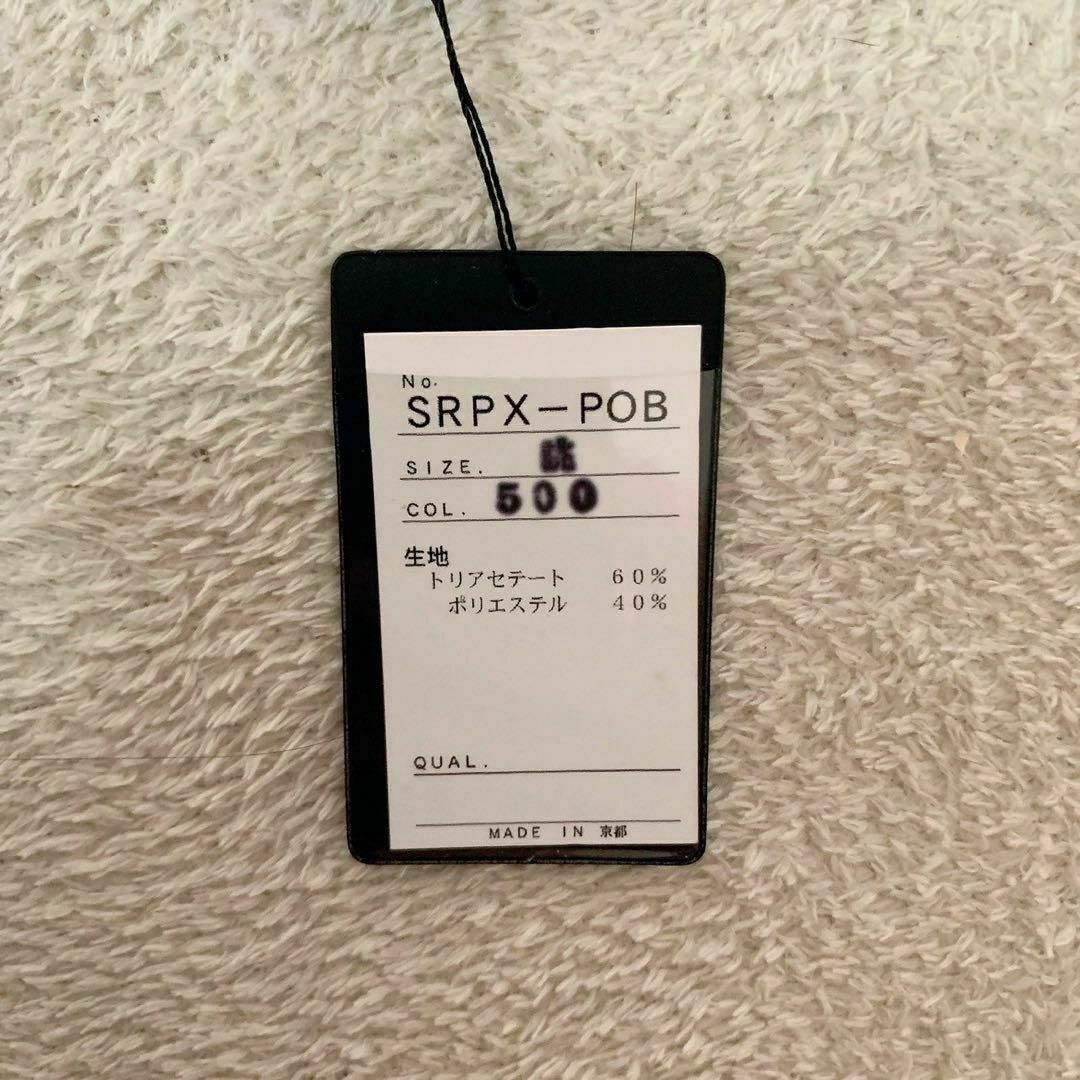 No.
SRPX－POB
SIZE.
COL. 500
生地
トリアセテート 60%
ポリエステル 40%
QUAL.
MADE IN 京都